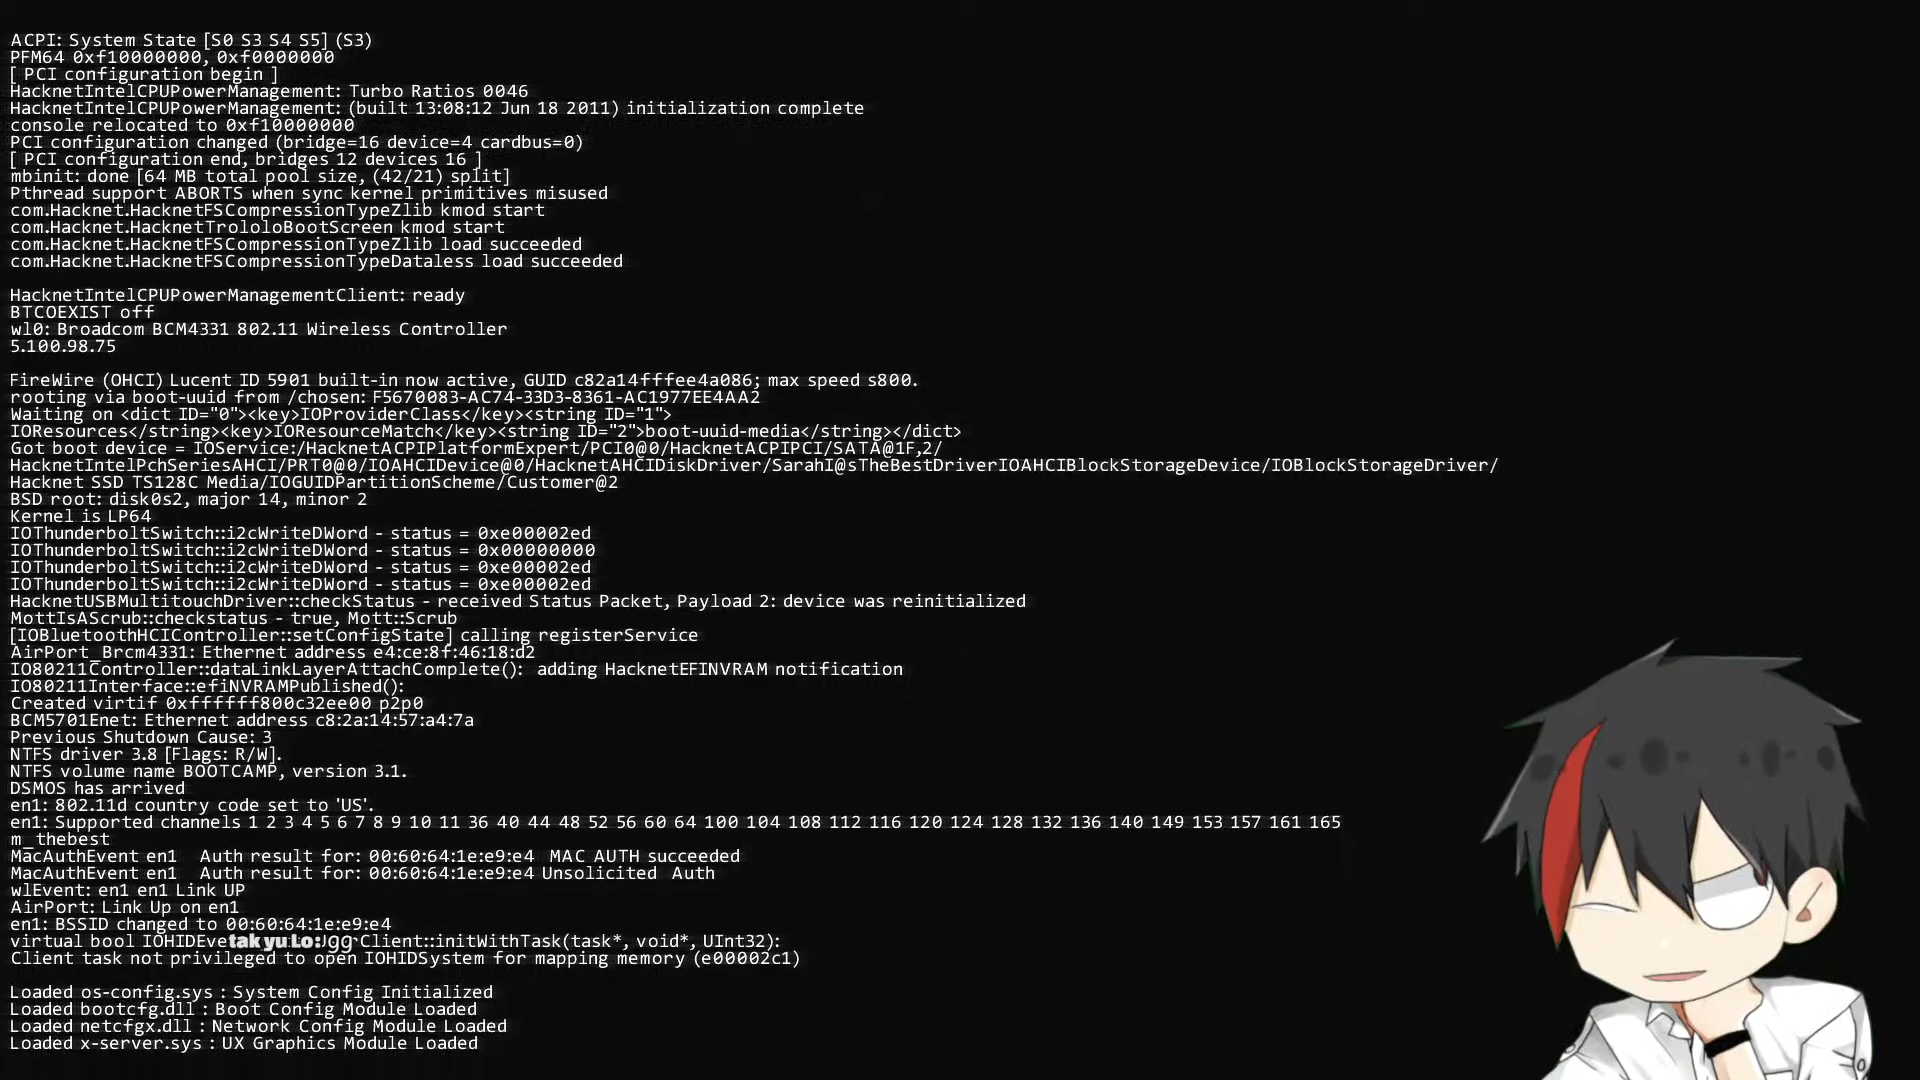 ACPI: System State [S0 S3 S4 S5] (S3)
PFM64 0xf10000000, 0xf0000000
[ PCI configuration begin ]
HacknetIntelCPUPowerManagement: Turbo Ratios 0046
HacknetIntelCPUPowerManagement: (built 13:08:12 Jun 18 2011) initialization complete
console relocated to 0xf10000000
PCI configuration changed (bridge=16 device=4 cardbus=0)
[ PCI configuration end, bridges 12 devices 16 ]
mbinit: done [64 MB total pool size, (42/21) split]
Pthread support ABORTS when sync kernel primitives misused
com.Hacknet.HacknetFSCompressionTypeZlib kmod start
com.Hacknet.HacknetTrololoBootScreen kmod start
com.Hacknet.HacknetFSCompressionTypeZlib load succeeded
com.Hacknet.HacknetFSCompressionTypeDataless load succeeded
HacknetIntelCPUPowerManagementClient: ready
BTCOEXIST off
wl0: Broadcom BCM4331 802.11 Wireless Controller
5.100.98.75
FireWire (OHCI) Lucent ID 5901 built-in now active, GUID c82a14fffee4a086; max speed s800.
rooting via boot-uuid from /chosen: F5670083-AC74-33D3-8361-AC1977EE4AA2
Waiting on <dict ID="0"><key>IOProviderClass</key><string ID="1">
IOResources</string><key>IOResourceMatch</key><string ID="2">boot-uuid-media</string></dict>
Got boot device = IOService:/HacknetACPIPlatformExpert/PCI0@0/HacknetACPIPCI/SATA@1F,2/
HacknetIntelPchSeriesAHCI/PRT0@0/IOAHCIDevice@0/HacknetAHCIDiskDriver/SarahI@sTheBestDriverIOAHCIBlockStorageDevice/IOBlockStorageDriver/
Hacknet SSD TS128C Media/IOGUIDPartitionScheme/Customer@2
BSD root: disk0s2, major 14, minor 2
Kernel is LP64
IOThunderboltSwitch::i2cWriteDWord - status = 0xe00002ed
IOThunderboltSwitch::i2cWriteDWord - status = 0x00000000
IOThunderboltSwitch::i2cWriteDWord - status = 0xe00002ed
IOThunderboltSwitch::i2cWriteDWord - status = 0xe00002ed
HacknetUSBMultitouchDriver::checkStatus - received Status Packet, Payload 2: device was reinitialized
MottIsAScrub::checkstatus - true, Mott::Scrub
[IOBluetoothHCIController::setConfigState] calling registerService
AirPort_Brcm4331: Ethernet address e4:ce:8f:46:18:d2
IO80211Controller::dataLinkLayerAttachComplete():  adding HacknetEFINVRAM notification
IO80211Interface::efiNVRAMPublished():
Created virtif 0xffffff800c32ee00 p2p0
BCM5701Enet: Ethernet address c8:2a:14:57:a4:7a
Previous Shutdown Cause: 3
NTFS driver 3.8 [Flags: R/W].
NTFS volume name BOOTCAMP, version 3.1.
DSMOS has arrived
en1: 802.11d country code set to 'US'.
en1: Supported channels 1 2 3 4 5 6 7 8 9 10 11 36 40 44 48 52 56 60 64 100 104 108 112 116 120 124 128 132 136 140 149 153 157 161 165
m_thebest
MacAuthEvent en1   Auth result for: 00:60:64:1e:e9:e4  MAC AUTH succeeded
MacAuthEvent en1   Auth result for: 00:60:64:1e:e9:e4 Unsolicited  Auth
wlEvent: en1 en1 Link UP
AirPort: Link Up on en1
en1: BSSID changed to 00:60:64:1e:e9:e4
virtual bool IOHIDEve Client::initWithTask(task*, void*, UInt32):
tak yu Lo: gg
Client task not privileged to open IOHIDSystem for mapping memory (e00002c1)
Loaded os-config.sys : System Config Initialized
Loaded bootcfg.dll : Boot Config Module Loaded
Loaded netcfgx.dll : Network Config Module Loaded
Loaded x-server.sys : UX Graphics Module Loaded